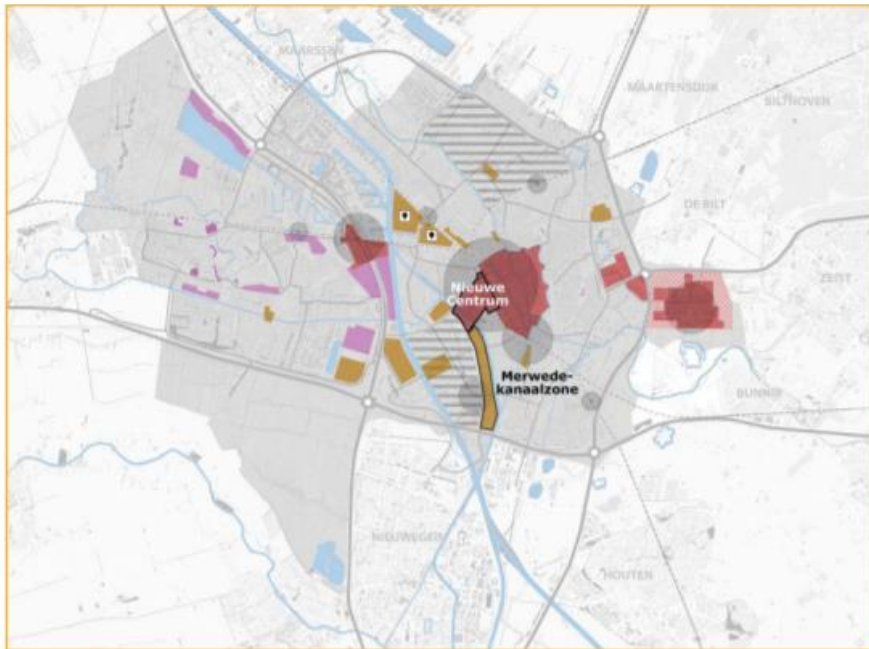 MAARSSEN
MAARTENSDIJK
BILTHOVEN
DE BILT
ZEIST
Nieuwe
Centrum
Merwede-
kanaalzone
BUNNIK
NIEUWEGEIN
HOUTEN